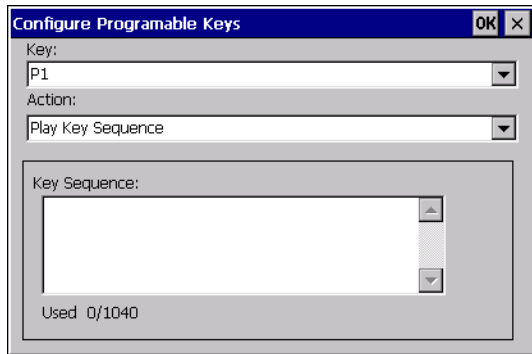 Configure Programable Keys OK ×
Key:
P1
Action:
Play Key Sequence
Key Sequence:
Used 0/1040